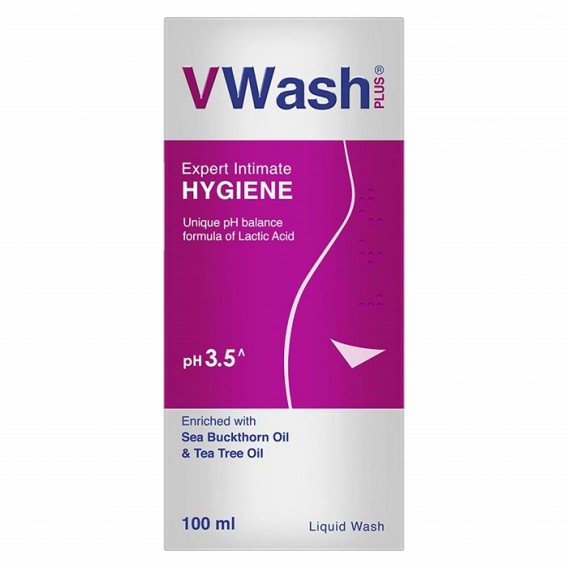 VWash PLUS®
Expert Intimate
HYGIENE
Unique pH balance
formula of Lactic Acid
pH 3.5^
Enriched with
Sea Buckthorn Oil
& Tea Tree Oil
100 ml
Liquid Wash